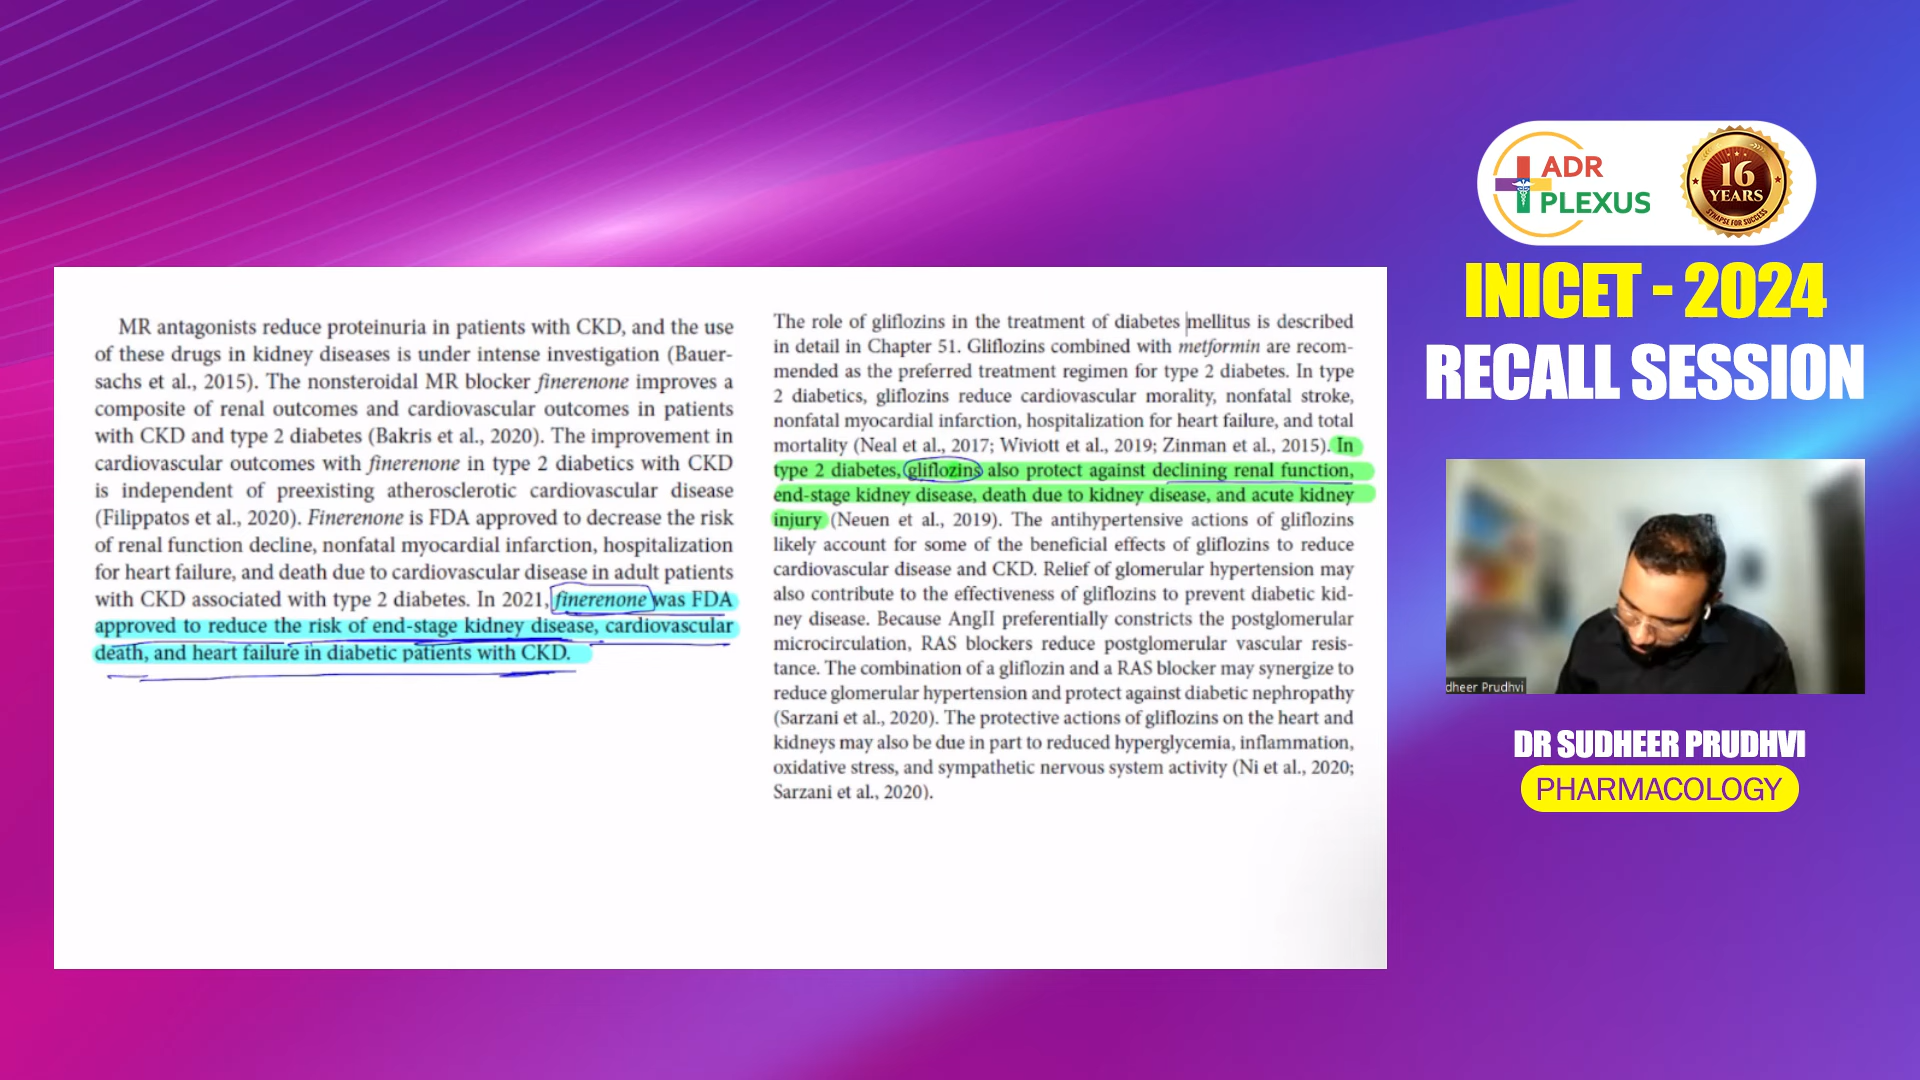 MR antagonists reduce proteinuria in patients with CKD, and the use
of these drugs in kidney diseases is under intense investigation (Bauer-
sachs et al., 2015). The nonsteroidal MR blocker finerenone improves a
composite of renal outcomes and cardiovascular outcomes in patients
with CKD and type 2 diabetes (Bakris et al., 2020). The improvement in
cardiovascular outcomes with finerenone in type 2 diabetics with CKD
is independent of preexisting atherosclerotic cardiovascular disease
(Filippatos et al., 2020). Finerenone is FDA approved to decrease the risk
of renal function decline, nonfatal myocardial infarction, hospitalization
for heart failure, and death due to cardiovascular disease in adult patients
with CKD associated with type 2 diabetes. In 2021, finerenone was FDA
approved to reduce the risk of end-stage kidney disease, cardiovascular
death, and heart failure in diabetic patients with CKD.
The role of gliflozins in the treatment of diabetes mellitus is described
in detail in Chapter 51. Gliflozins combined with metformin are recom-
mended as the preferred treatment regimen for type 2 diabetes. In type
2 diabetics, gliflozins reduce cardiovascular morality, nonfatal stroke,
nonfatal myocardial infarction, hospitalization for heart failure, and total
mortality (Neal et al., 2017; Wiviott et al., 2019; Zinman et al., 2015). In
type 2 diabetes, gliflozins also protect against declining renal function,
end-stage kidney disease, death due to kidney disease, and acute kidney
injury (Neuen et al., 2019). The antihypertensive actions of gliflozins
likely account for some of the beneficial effects of gliflozins to reduce
cardiovascular disease and CKD. Relief of glomerular hypertension may
also contribute to the effectiveness of gliflozins to prevent diabetic kid-
ney disease. Because AngII preferentially constricts the postglomerular
microcirculation, RAS blockers reduce postglomerular vascular resis-
tance. The combination of a gliflozin and a RAS blocker may synergize to
reduce glomerular hypertension and protect against diabetic nephropathy
(Sarzani et al., 2020). The protective actions of gliflozins on the heart and
kidneys may also be due in part to reduced hyperglycemia, inflammation,
oxidative stress, and sympathetic nervous system activity (Ni et al., 2020;
Sarzani et al., 2020).
ADR
PLEXUS
16
YEARS
SYNAPSE FOR SUCCESS
INICET - 2024
RECALL SESSION
dheer Prudhvi
DR SUDHEER PRUDHVI
PHARMACOLOGY